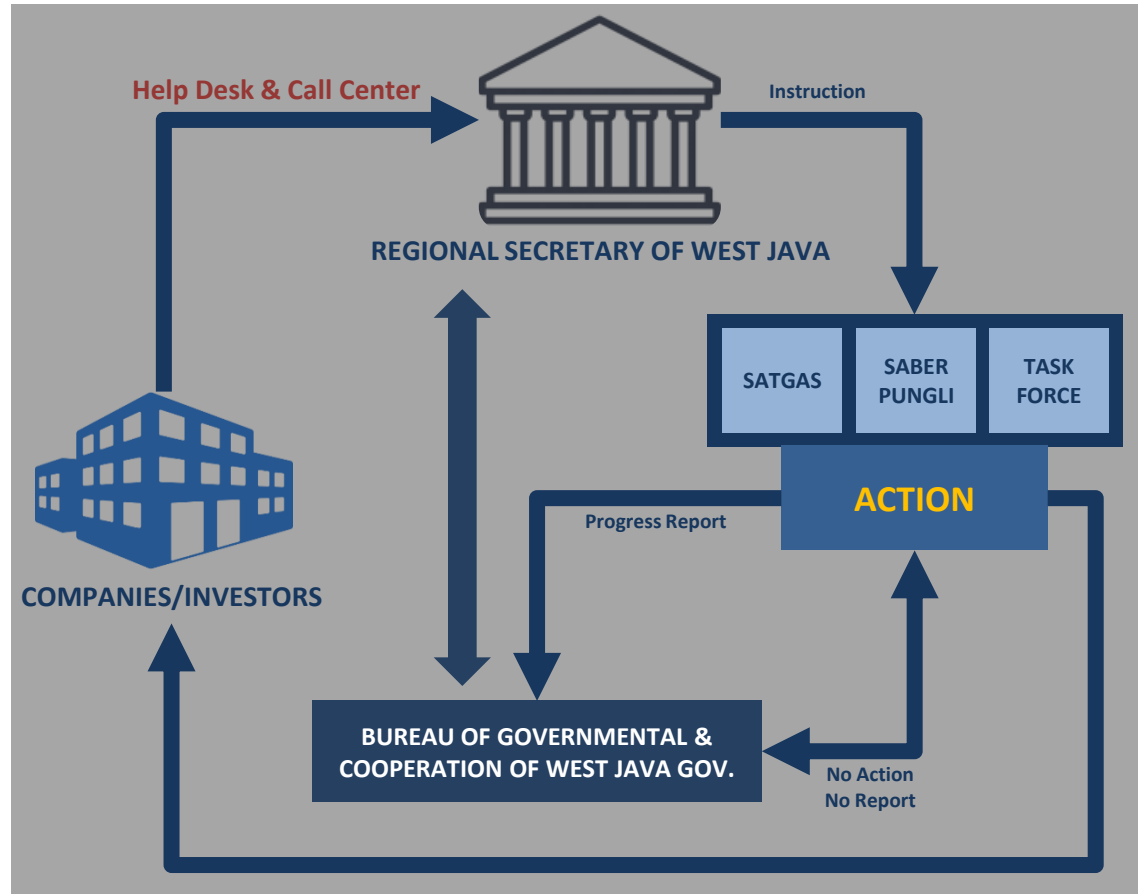 Help Desk & Call Center
Instruction
REGIONAL SECRETARY OF WEST JAVA
SATGAS
SABER
PUNGLI
TASK
FORCE
ACTION
Progress Report
COMPANIES/INVESTORS
BUREAU OF GOVERNMENTAL &
COOPERATION OF WEST JAVA GOV.
No Action
No Report